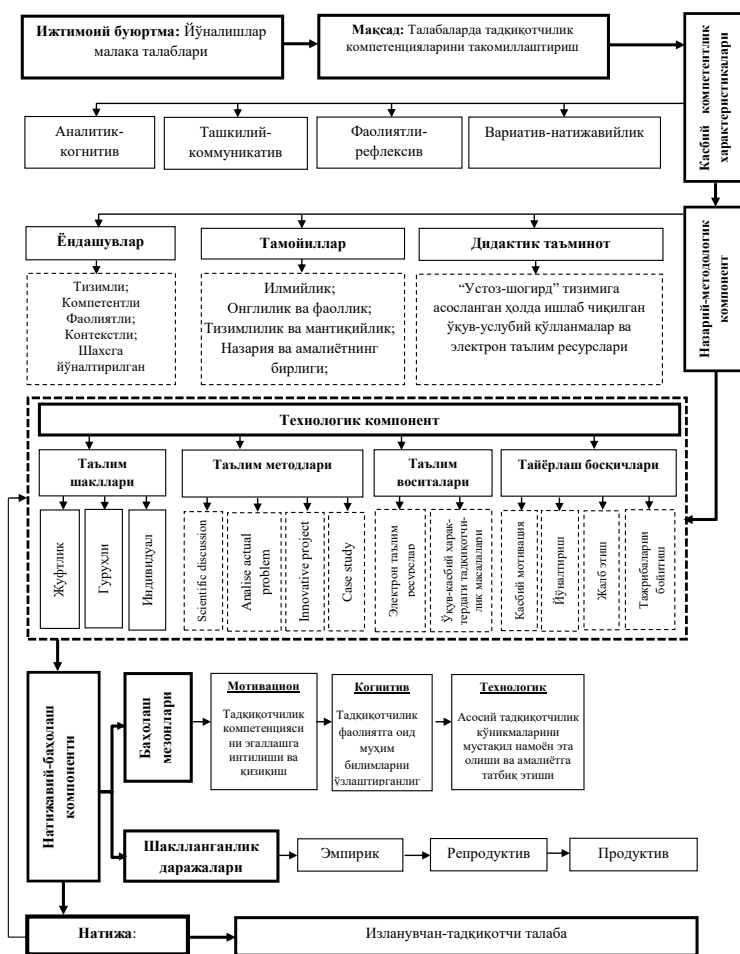 Ижтимоий буюртма: Йўналишлар
малака талаблари
Мақсад: Талабаларда тадқиқотчилик
компетенцияларини такомиллаштириш
Касбий компетентлик
характеристикалари
Аналитик-
когнитив
Ташкилий-
коммуникатив
Фаолиятли-
рефлексив
Вариатив-натижавийлик
Назарий-методологик
компонент
Ёндашувлар
Тамойиллар
Дидактик таъминот
Тизимли;
Компетентли
Фаолиятли;
Контекстли;
Шахсга
йўналтирилган
Илмийлик;
Онглилик ва фаоллик;
Тизимлилик ва мантиқийлик;
Назария ва амалиётнинг
бирлиги;
“Устоз-шогирд” тизимига
асосланган ҳолда ишлаб чиқилган
ўқув-услубий қўлланмалар ва
электрон таълим ресурслари
Технологик компонент
Таълим
шакллари
Таълим методлари
Таълим
воситалари
Тайёрлаш босқичлари
Жуфтлик
Гурухли
Индивидуал
Scientific discussion
Analise actual
problem
Innovative project
Case study
Электрон таълим
ресурслар
Ўқув-касбий харак-
тердаги тадқиқотчи-
лик масалалари
Касбий мотивация
Йўналтириш
Жалб этиш
Тажрибаларни
бойитиш
Натижавий-баҳолаш
компоненти
Баҳолаш
мезонлари
Мотивацион
Тадқиқотчилик
компетенцияси
ни эгаллашга
интилиши ва
қизиқиш
Когнитив
Тадқиқотчилик
фаолиятга оид
муҳим
билимларни
ўзлаштирганлиг
Технологик
Асосий тадқиқотчилик
кўникмаларини
мустақил намоён эта
олиши ва амалиётга
татбиқ этиши
Шаклланганлик
даражалари
Эмпирик
Репродуктив
Продуктив
Натижа:
Изланувчан-тадқиқотчи талаба